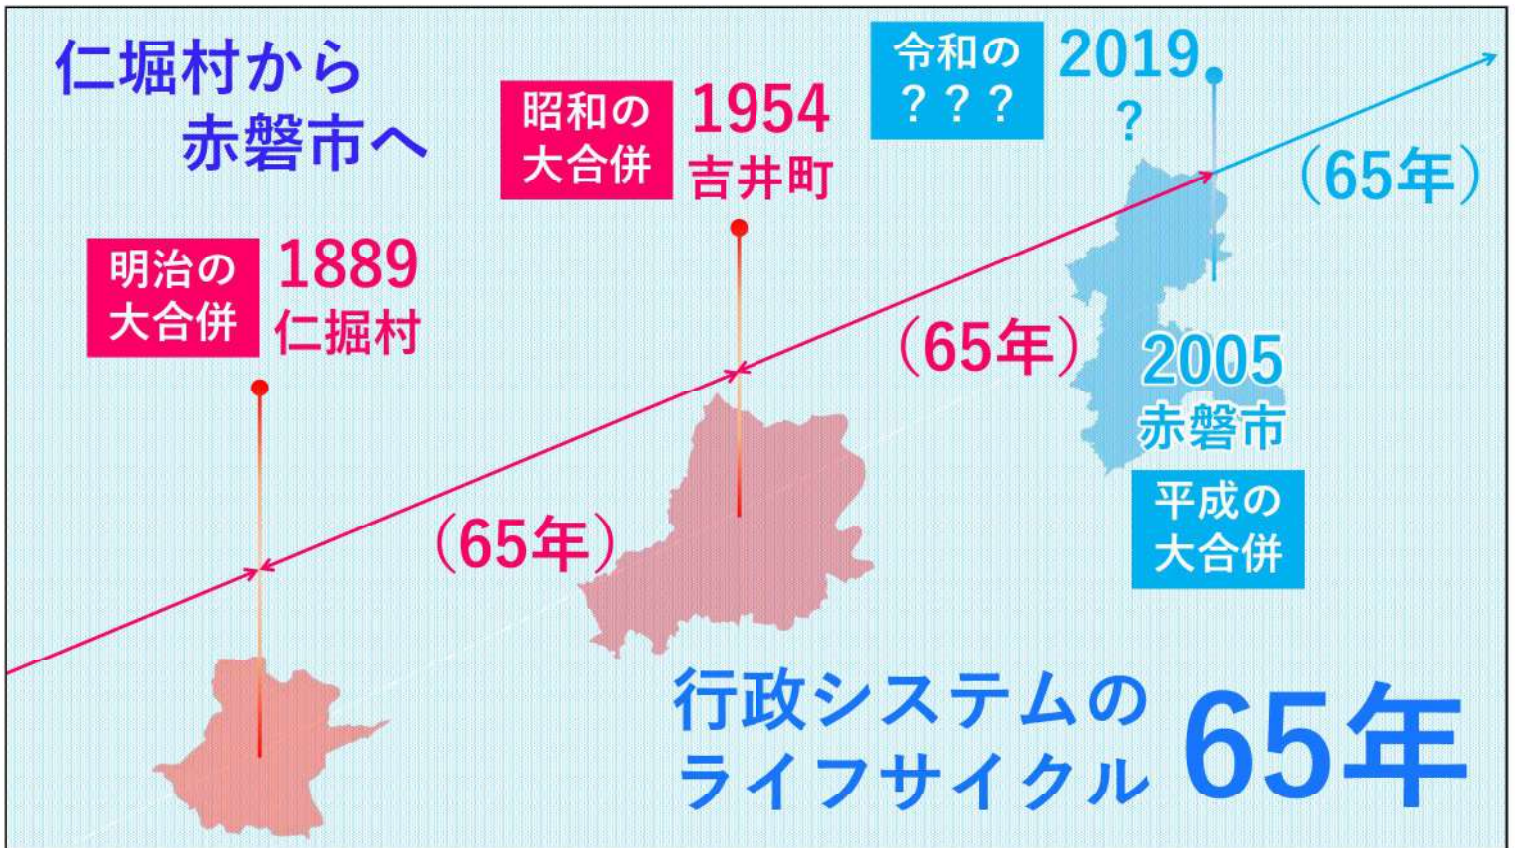 仁堀村から
赤磐市へ
明治の
大合併
1889
仁掘村
昭和の
大合併
1954
吉井町
令和の
？？？
2019
?
(65年)
(65年)
(65年)
2005
赤磐市
平成の
大合併
行政システムの
ライフサイクル
65年